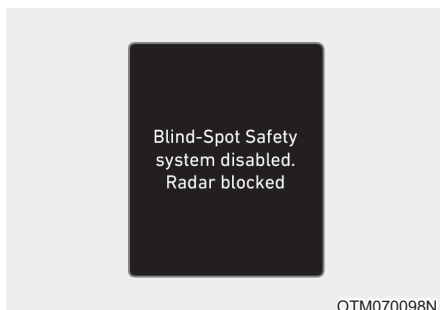 Blind-Spot Safety
system disabled.
Radar blocked
OTM070098N